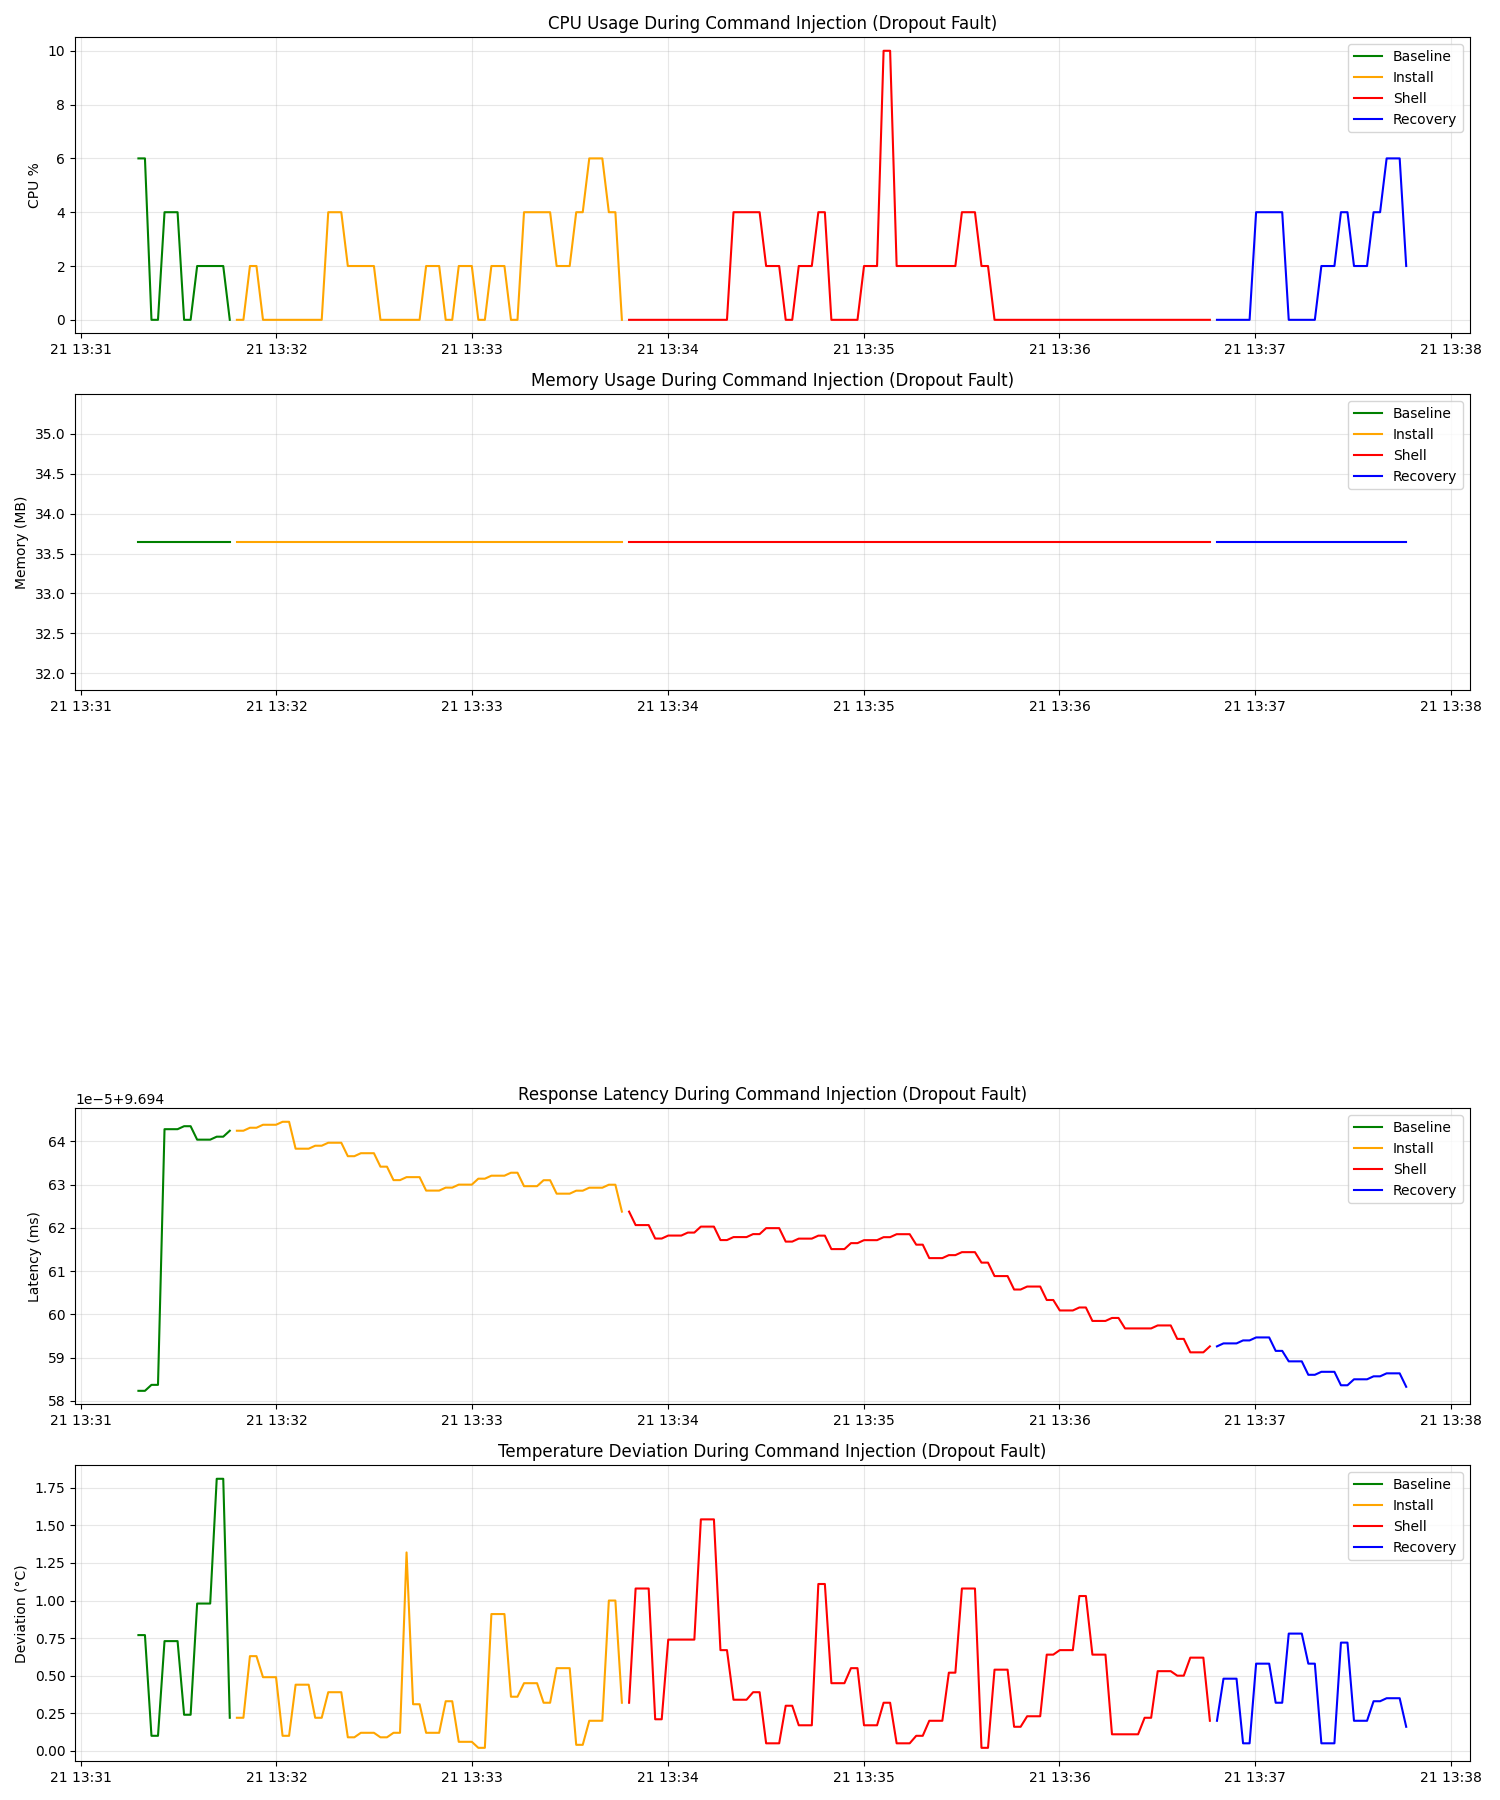 CPU Usage During Command Injection (Dropout Fault)
CPU %
10
8
6
4
2
0
Baseline
Install
Shell
Recovery
21 13:31 21 13:32 21 13:33 21 13:34 21 13:35 21 13:36 21 13:37 21 13:38
Memory Usage During Command Injection (Dropout Fault)
Memory (MB)
35.0
34.5
34.0
33.5
33.0
32.5
32.0
Baseline
Install
Shell
Recovery
21 13:31 21 13:32 21 13:33 21 13:34 21 13:35 21 13:36 21 13:37 21 13:38
Response Latency During Command Injection (Dropout Fault)
1e-5+9.694
Latency (ms)
64
63
62
61
60
59
58
Baseline
Install
Shell
Recovery
21 13:31 21 13:32 21 13:33 21 13:34 21 13:35 21 13:36 21 13:37 21 13:38
Temperature Deviation During Command Injection (Dropout Fault)
Deviation (°C)
1.75
1.50
1.25
1.00
0.75
0.50
0.25
0.00
Baseline
Install
Shell
Recovery
21 13:31 21 13:32 21 13:33 21 13:34 21 13:35 21 13:36 21 13:37 21 13:38